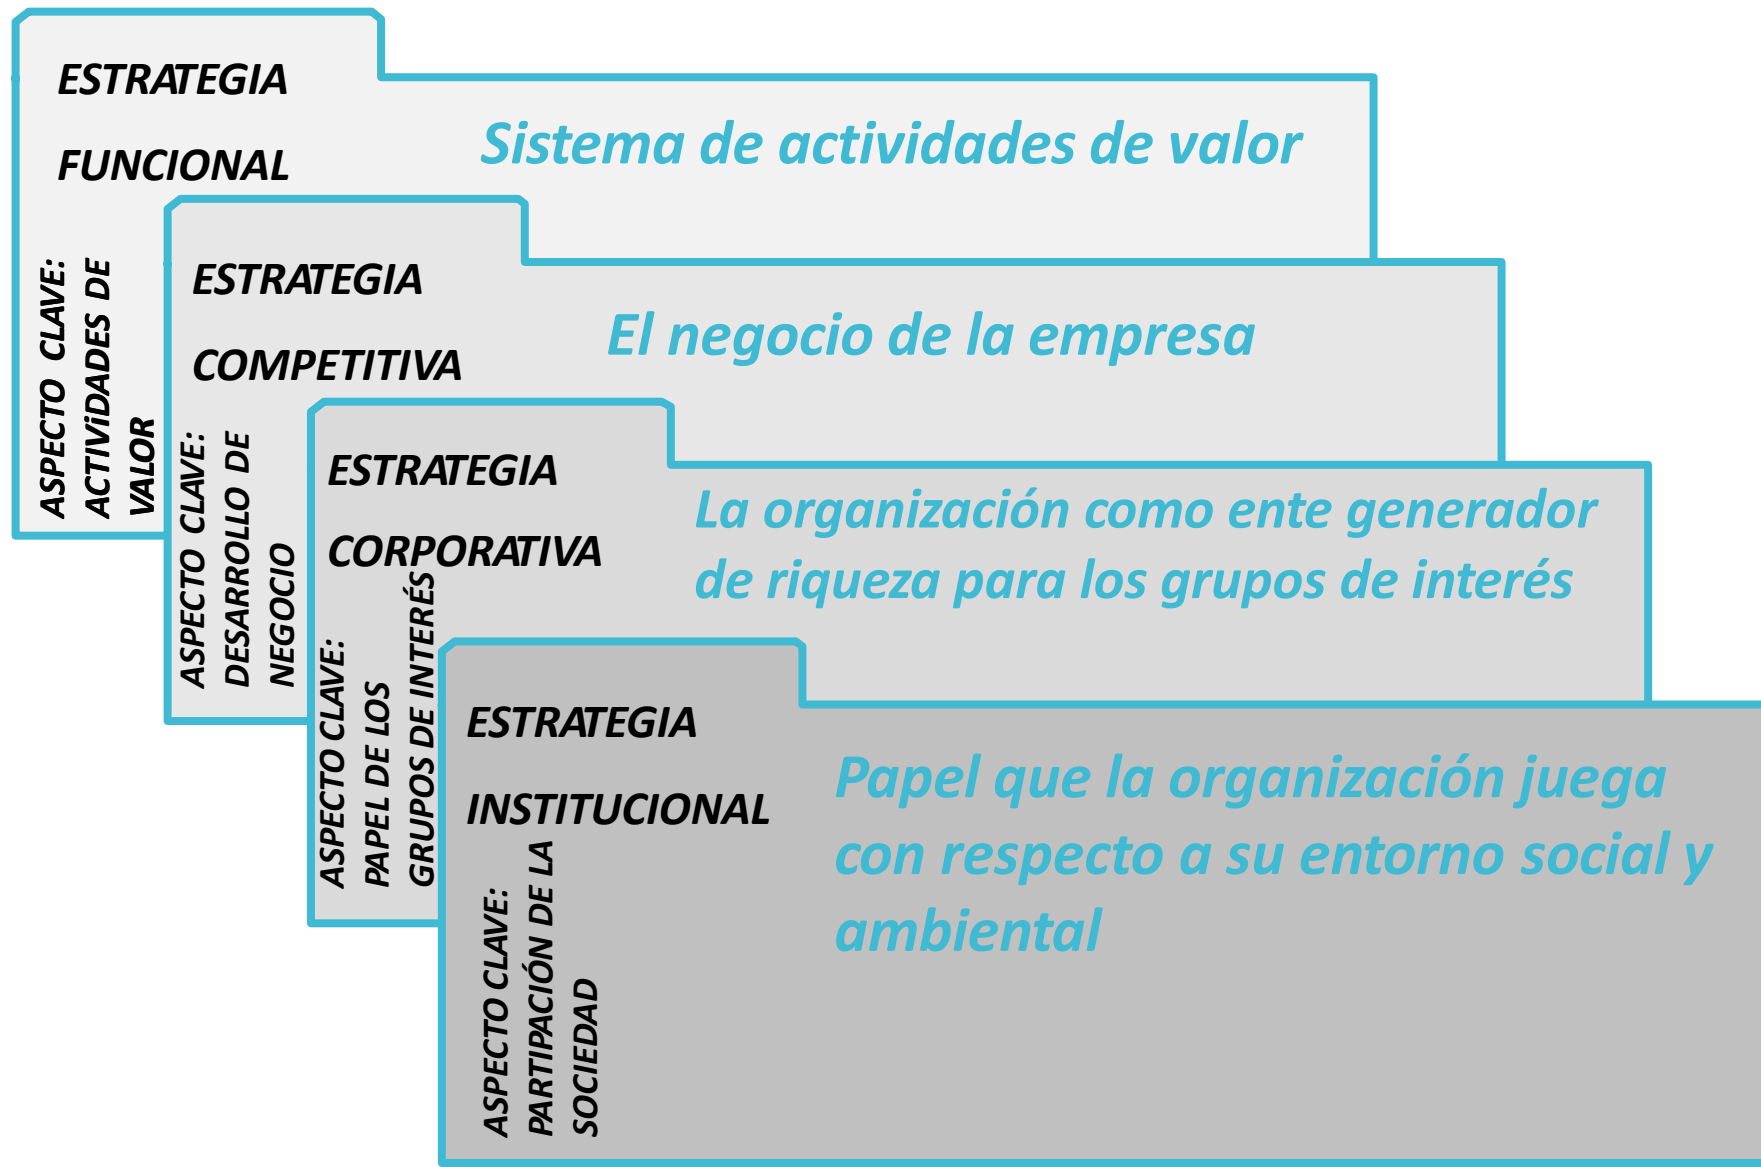 ESTRATEGIA
FUNCIONAL
Sistema de actividades de valor
ASPECTO CLAVE:
ACTIViDADES DE
VALOR
ESTRATEGIA
COMPETITIVA
El negocio de la empresa
ASPECTO CLAVE:
DESARROLLO DE
NEGOCIO
ESTRATEGIA
CORPORATIVA
La organización como ente generador
de riqueza para los grupos de interés
ASPECTO CLAVE:
PAPEL DE LOS
GRUPOS DE INTERÉS
ESTRATEGIA
INSTITUCIONAL
Papel que la organización juega
con respecto a su entorno social y
ambiental
ASPECTO CLAVE:
PARTIPACIÓN DE LA
SOCIEDAD